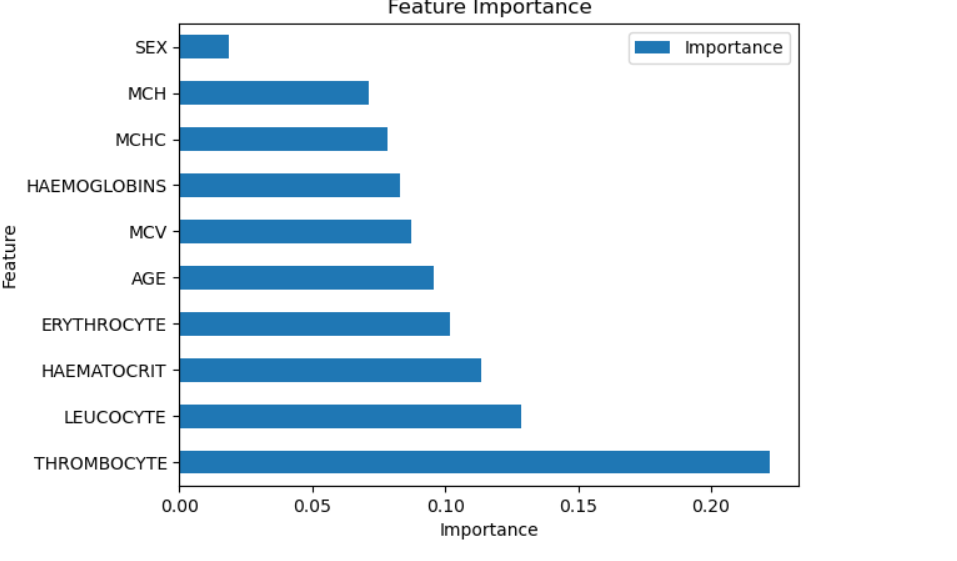 Feature Importance
Importance
SEX
MCH
MCHC
HAEMOGLOBINS
MCV
AGE
ERYTHROCYTE
HAEMATOCRIT
LEUCOCYTE
THROMBOCYTE
Feature
0.00 0.05 0.10 0.15 0.20
Importance